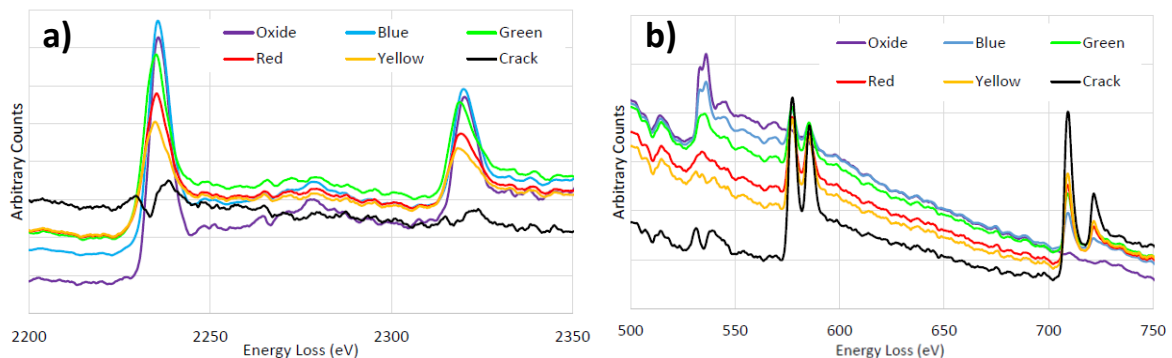 a)
Oxide Blue Green
Red Yellow Crack
Arbitrary Counts
2200 2250 2300 2350
Energy Loss (eV)
b)
Oxide Blue Green
Red Yellow Crack
Arbitrary Counts
500 550 600 650 700 750
Energy Loss (eV)